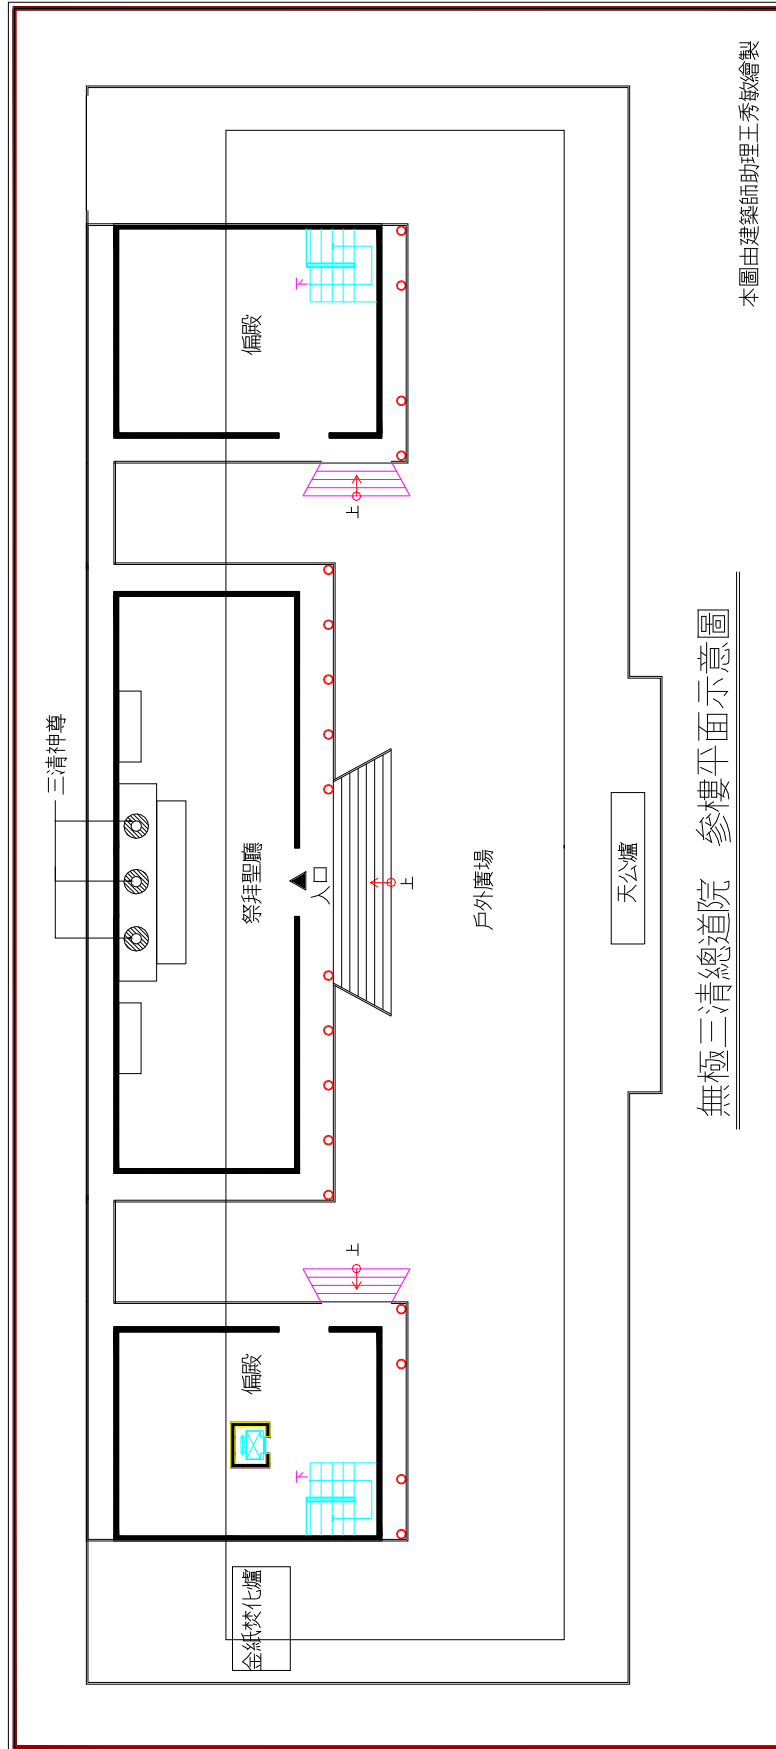 三清神尊
偏殿
下
上
祭拜聖廳
入口
上
戶外廣場
天公爐
上
偏殿
下
金紙焚化爐
無極三清總道院 參樓平面示意圖
本圖由建築師助理王秀敏繪製